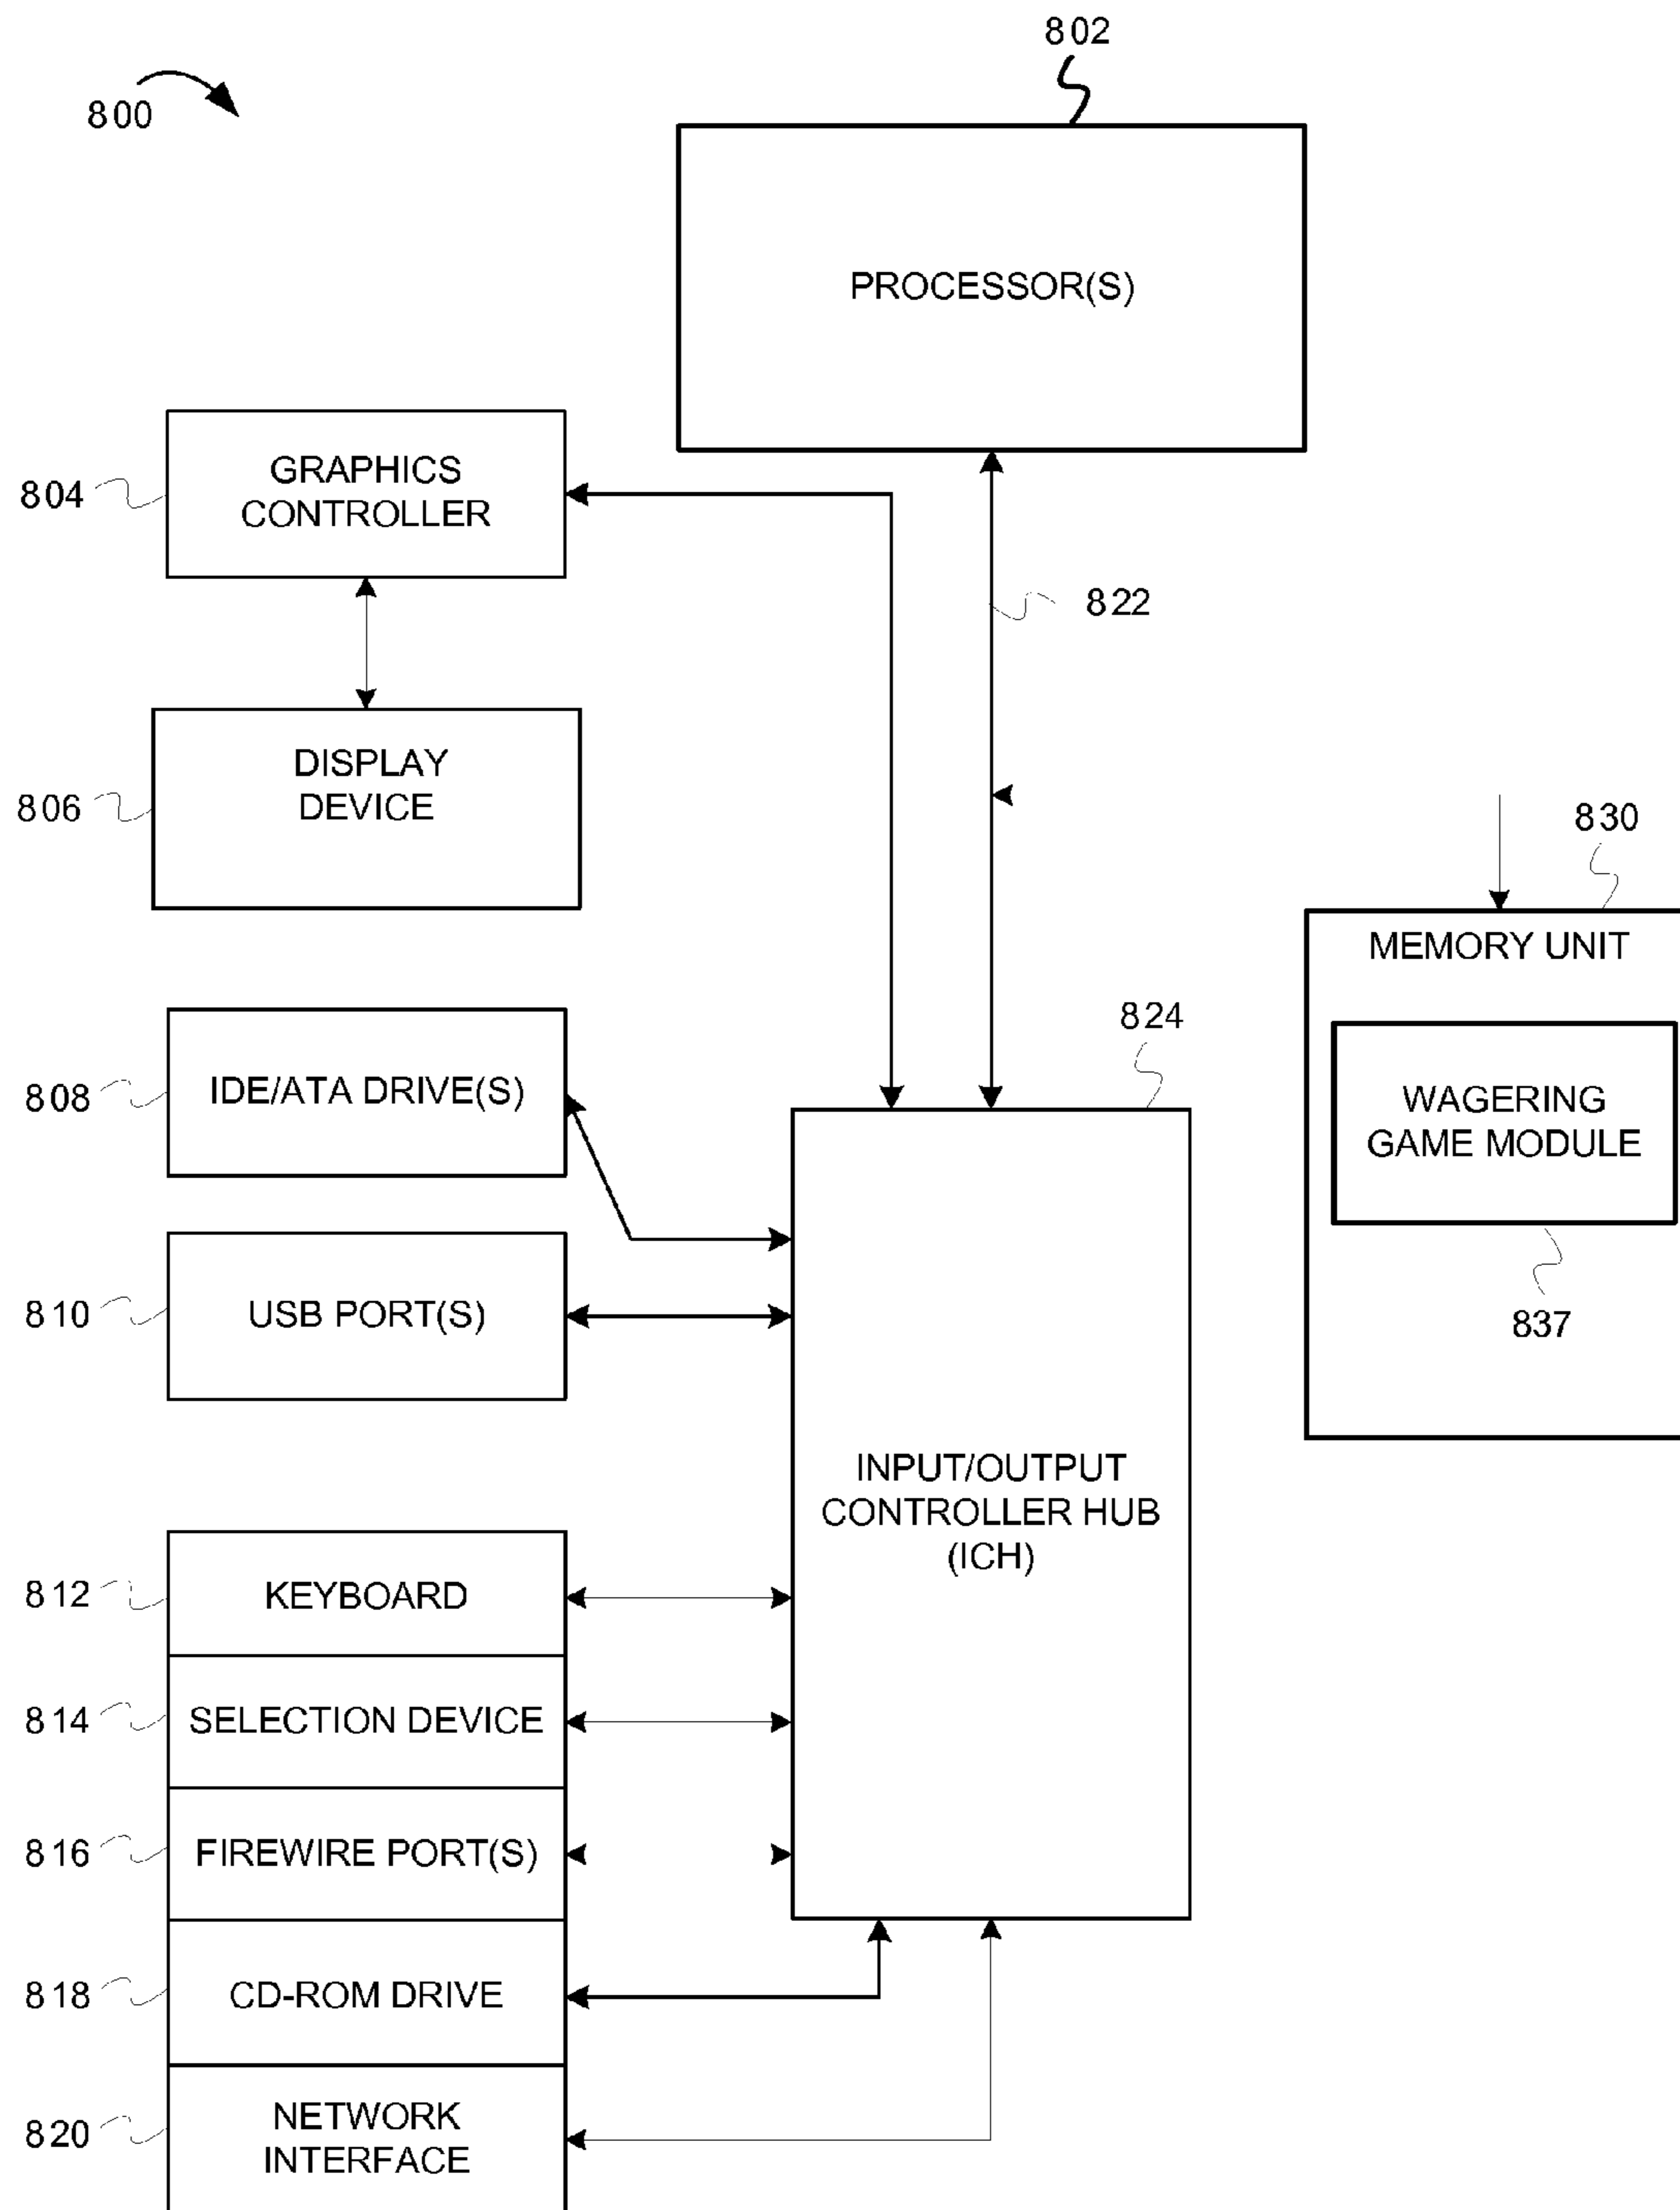 802
800
PROCESSOR(S)
GRAPHICS
CONTROLLER
804
822
DISPLAY
DEVICE
806
830
MEMORY UNIT
824
808
IDE/ATA DRIVE(S)
WAGERING
GAME MODULE
810
USB PORT(S)
837
INPUT/OUTPUT
CONTROLLER HUB
(ICH)
812
KEYBOARD
814
SELECTION DEVICE
816
FIREWIRE PORT(S)
818
CD-ROM DRIVE
820
NETWORK
INTERFACE